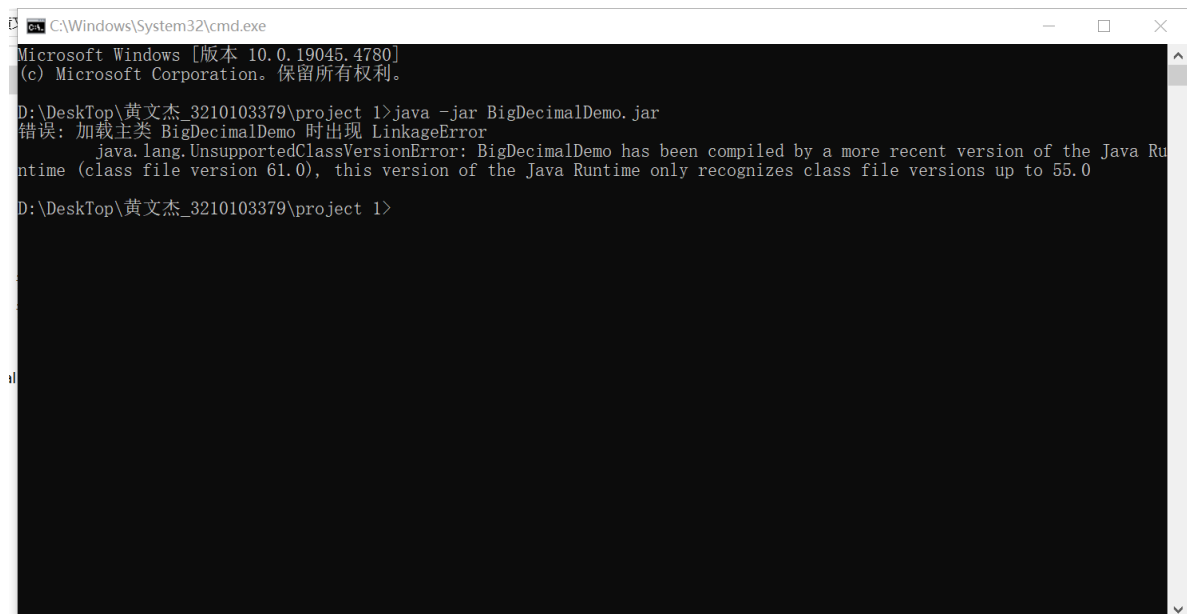 C:\Windows\System32\cmd.exe
Microsoft Windows [版本 10.0.19045.4780]
(c) Microsoft Corporation。保留所有权利。
D:\DeskTop\黄文杰_3210103379\project 1>java -jar BigDecimalDemo.jar
错误: 加载主类 BigDecimalDemo 时出现 LinkageError
java.lang.UnsupportedClassVersionError: BigDecimalDemo has been compiled by a more recent version of the Java Ru
ntime (class file version 61.0), this version of the Java Runtime only recognizes class file versions up to 55.0
D:\DeskTop\黄文杰_3210103379\project 1>